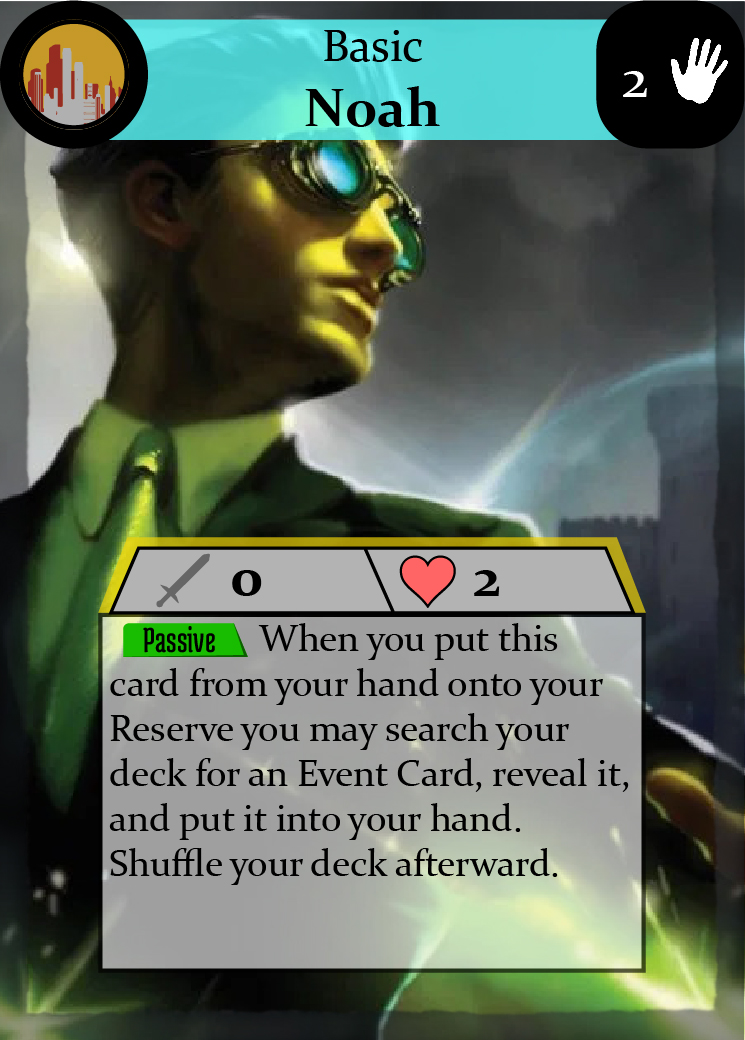 Basic
Noah
2
0
2
Passive When you put this
card from your hand onto your
Reserve you may search your
deck for an Event Card, reveal it,
and put it into your hand.
Shuffle your deck afterward.